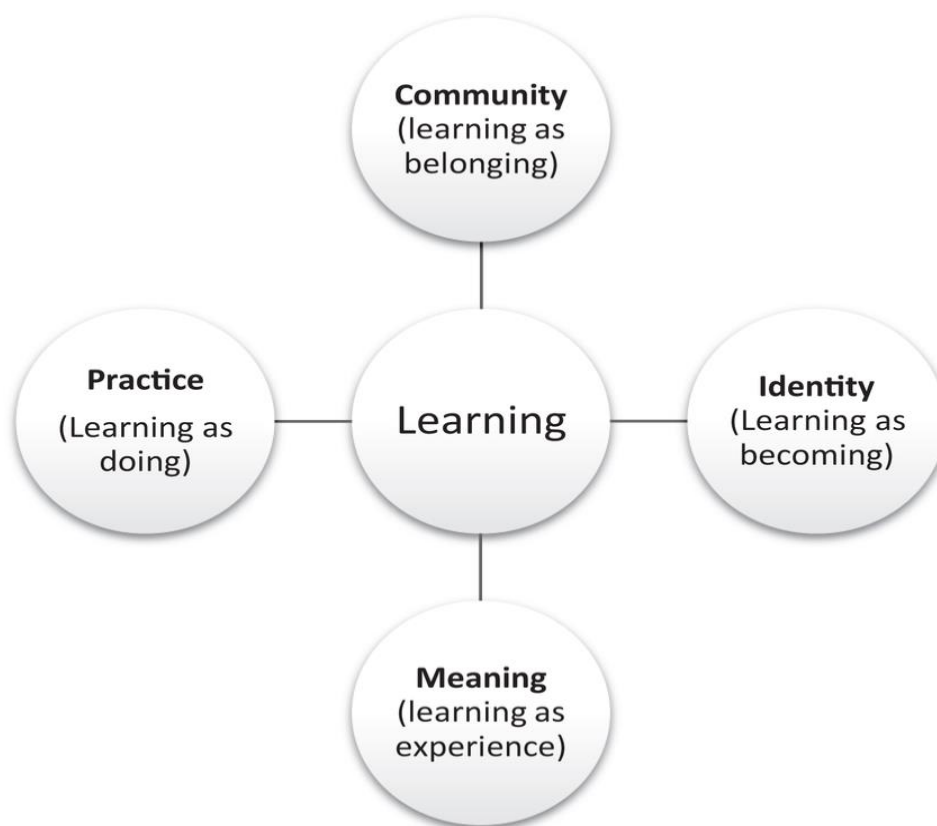 Community
(learning as
belonging)
Practice
(Learning as
doing)
Learning
Identity
(Learning as
becoming)
Meaning
(learning as
experience)